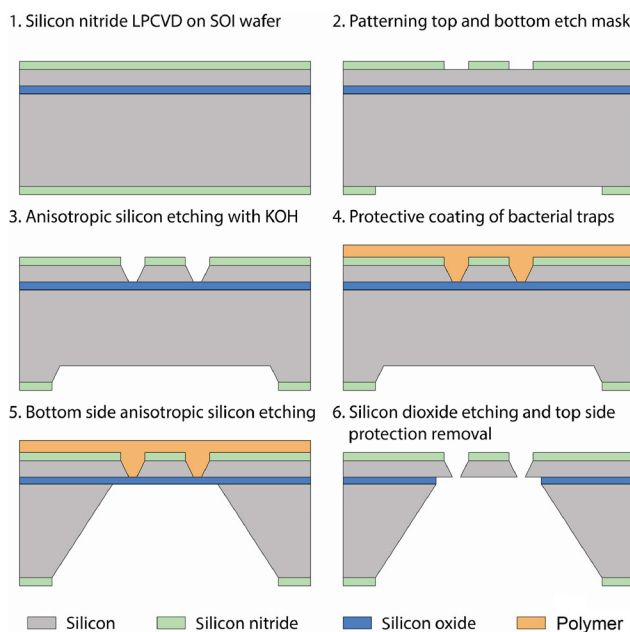 1. Silicon nitride LPCVD on SOI wafer
2. Patterning top and bottom etch mask
3. Anisotropic silicon etching with KOH
4. Protective coating of bacterial traps
5. Bottom side anisotropic silicon etching
6. Silicon dioxide etching and top side
protection removal
Silicon
Silicon nitride
Silicon oxide
Polymer